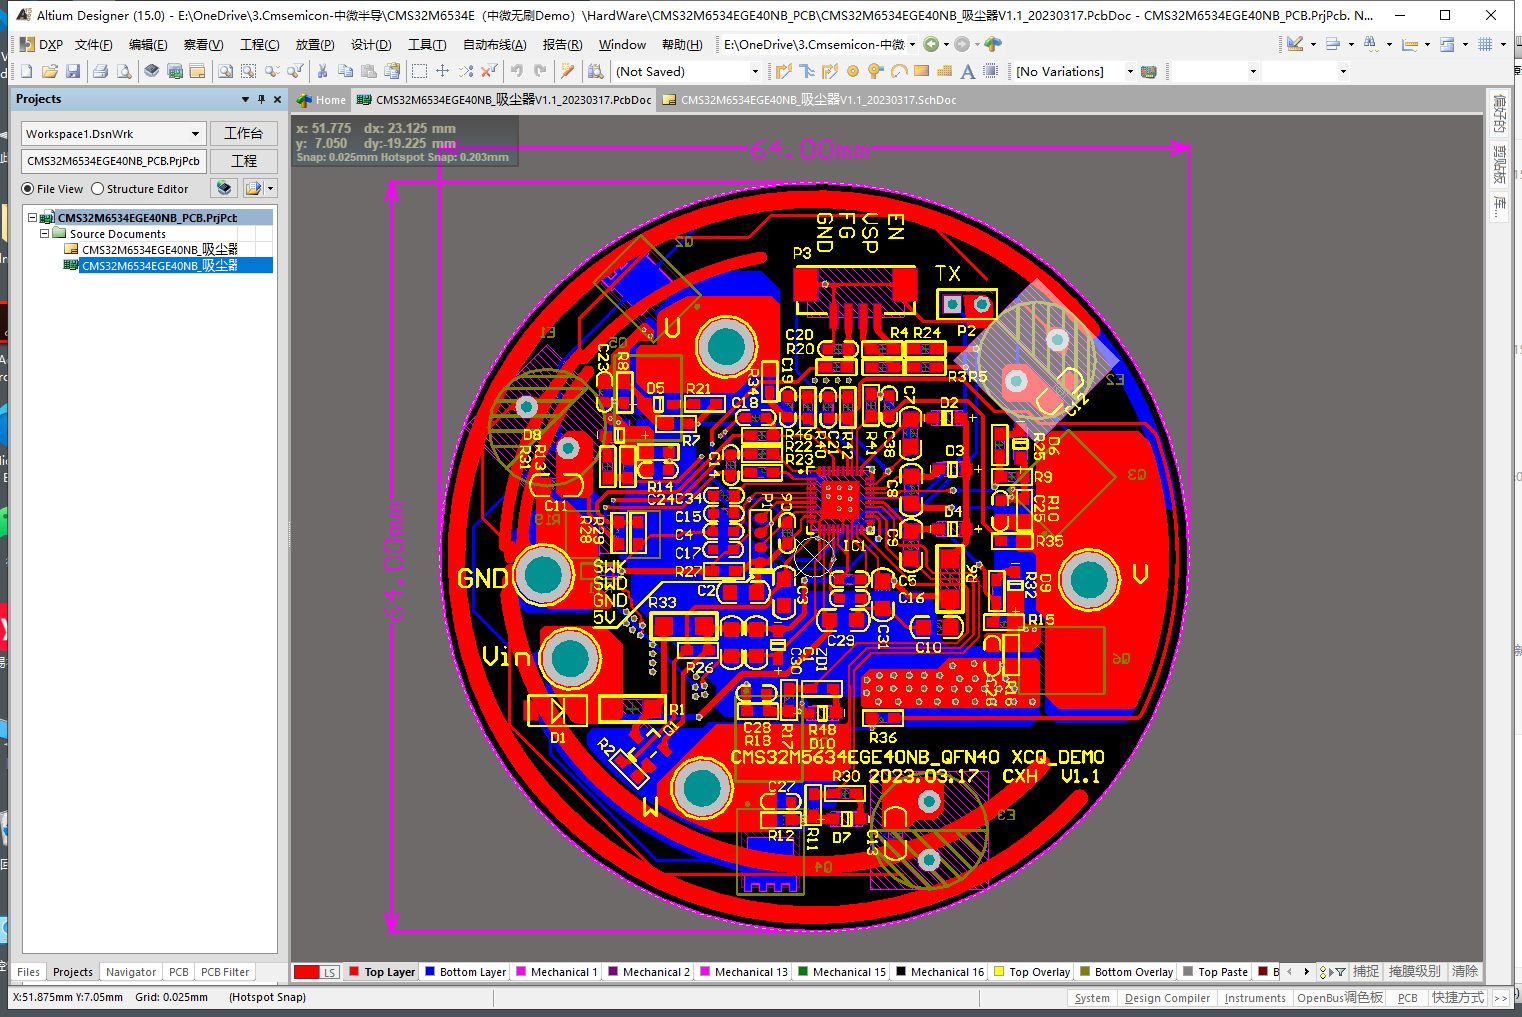 Altium Designer (15.0) - E:\OneDrive\3.Cmsemicon-中微半导\CMS32M6534E（中微无刷Demo）\HardWare\CMS32M6534EGE40NB_PCB\CMS32M6534EGE40NB_吸尘器V1.1_20230317.PcbDoc - CMS32M6534EGE40NB_PCB.PrjPcb. N...
DXP 文件(F) 编辑(E) 察看(V) 工程(C) 放置(P) 设计(D) 工具(T) 自动布线(A) 报告(R) Window 帮助(H) E:\OneDrive\3.Cmsemicon-中微
(Not Saved) [No Variations]
Projects
Home CMS32M6534EGE40NB_吸尘器V1.1_20230317.PcbDoc CMS32M6534EGE40NB_吸尘器V1.1_20230317.SchDoc
Workspace1.DsnWrk 工作台
CMS32M6534EGE40NB_PCB.PrjPcb 工程
File View Structure Editor
CMS32M6534EGE40NB_PCB.PrjPcb
Source Documents
CMS32M6534EGE40NB_吸尘器
CMS32M6534EGE40NB_吸尘器
x: 51.775 dx: 23.125 mm
y: 7.050 dy:-19.225 mm
Snap: 0.025mm Hotspot Snap: 0.203mm
64.00mm
64.03mm
GND
FG
VSP
EN
P3
TX
P2
Q2
U
E1
Q5
C23
R8
D5
R21
R34
C19
C20
R20
R4
R24
R3
R5
E2
C12
C18
R7
R46
R22
R23
R40
C21
R42
R41
C38
C7
D2
D8
R31
R13
C11
R14
C24
C34
C14
C15
C4
C17
R27
P1
C8
D3
D4
C9
IC1
R25
D6
R9
Q3
R10
C25
R35
R19
R28
R29
GND
SWK
SWD
GND
5V
C2
C3
C5
C16
R6
R32
D9
V
R33
C29
C31
C10
R15
Vin
R26
C30
C1
ZD1
Q6
C26
D1
R1
Q1
R2
C28
R18
R17
R48
D10
R36
CMS32M5634EGE40NB_QFN40 XCQ_DEMO
2023.03.17 CXH V1.1
W
C27
R30
R12
R11
D7
C13
E3
Q4
偏好的
剪贴板
库...
Files Projects Navigator PCB PCB Filter
LS Top Layer Bottom Layer Mechanical 1 Mechanical 2 Mechanical 13 Mechanical 15 Mechanical 16 Top Overlay Bottom Overlay Top Paste B 捕捉 掩膜级别 清除
X:51.875mm Y:7.05mm Grid: 0.025mm (Hotspot Snap) System Design Compiler Instruments OpenBus调色板 PCB 快捷方式 >>